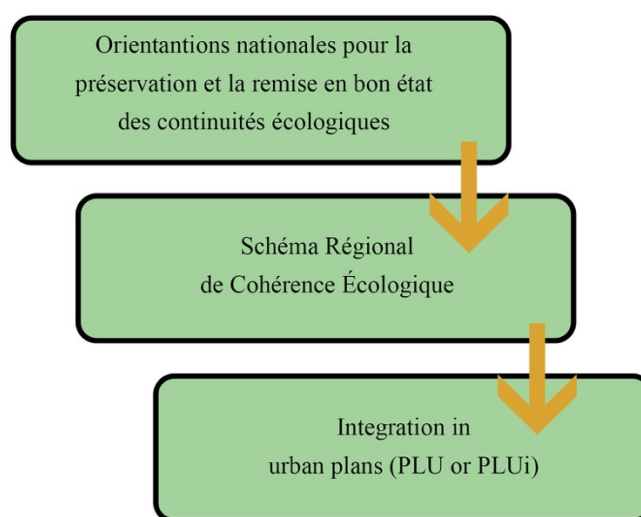 Orientantions nationales pour la
préservation et la remise en bon état
des continuités écologiques
Schéma Régional
de Cohérence Écologique
Integration in
urban plans (PLU or PLUi)